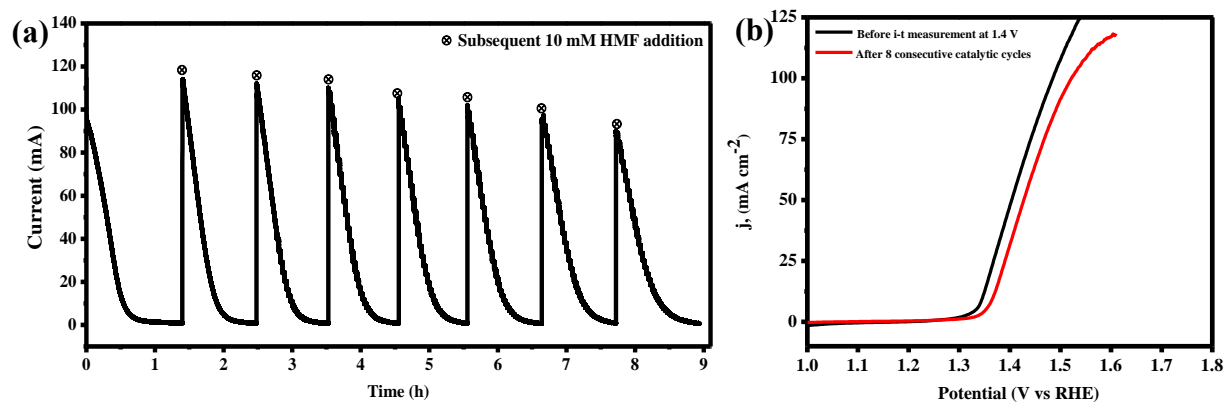 (a)
⊗ Subsequent 10 mM HMF addition
Current (mA)
140
120
100
80
60
40
20
0
0 1 2 3 4 5 6 7 8 9
Time (h)
(b)
Before i-t measurement at 1.4 V
After 8 consecutive catalytic cycles
j, (mA cm-2)
125
100
75
50
25
0
1.0 1.1 1.2 1.3 1.4 1.5 1.6 1.7 1.8
Potential (V vs RHE)